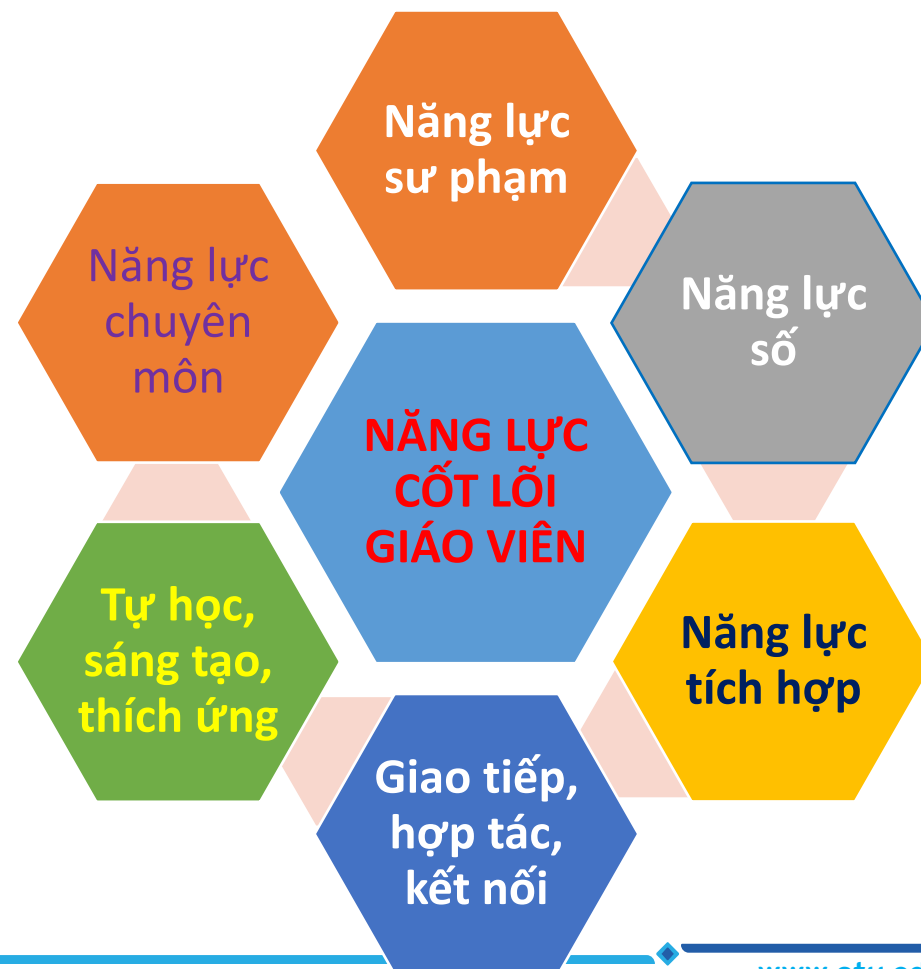 Năng lực
sư phạm
Năng lực
chuyên
môn
Năng lực
số
NĂNG LỰC
CỐT LÕI
GIÁO VIÊN
Tự học,
sáng tạo,
thích ứng
Năng lực
tích hợp
Giao tiếp,
hợp tác,
kết nối